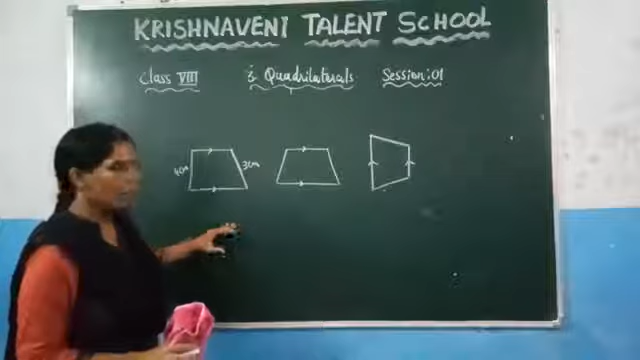 KRISHNAVENI TALENT SCHOOL
Class VIII 3. Quadrilaterals Session:01
4cm 3cm